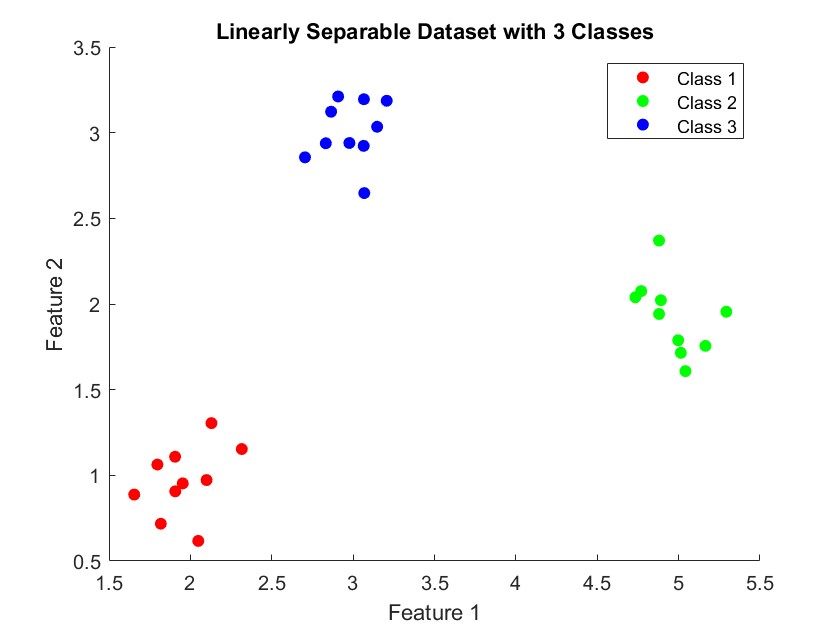 Linearly Separable Dataset with 3 Classes
Class 1
Class 2
Class 3
3.5
3
2.5
2
1.5
1
0.5
Feature 2
1.5 2 2.5 3 3.5 4 4.5 5 5.5
Feature 1